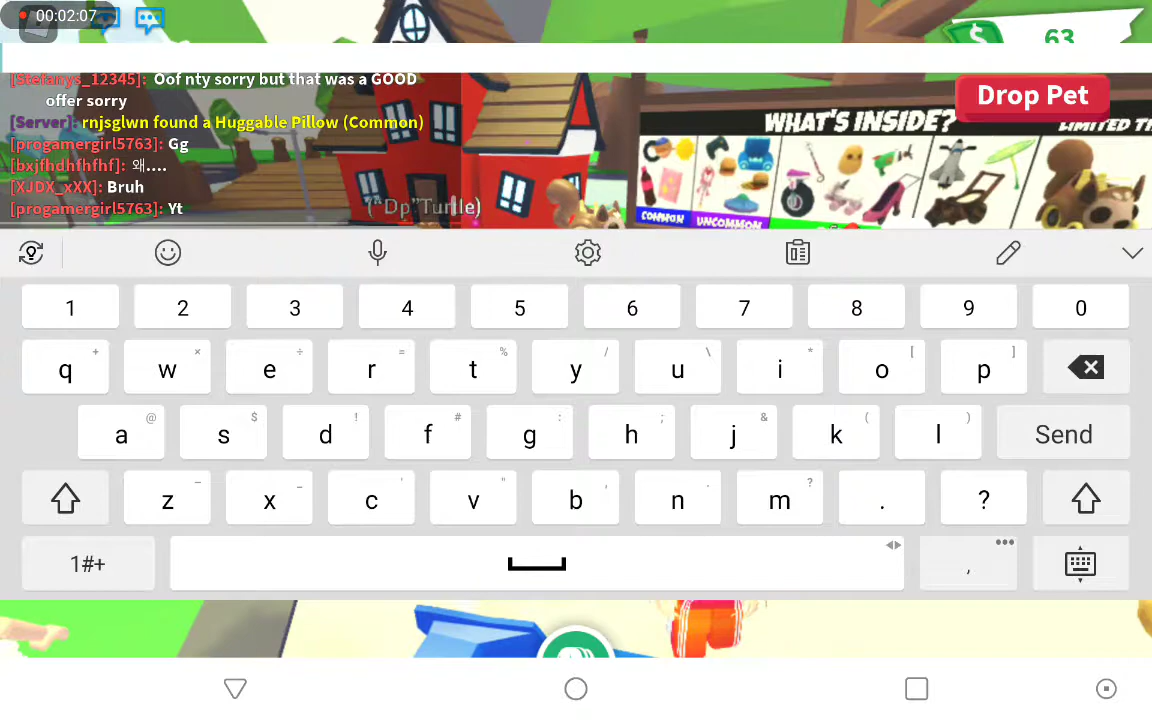 00:02:07
63
[Stefanys_12345]: Oof nty sorry but that was a GOOD
offer sorry
Drop Pet
[Server]: rnjsglwn found a Huggable Pillow (Common)
WHAT'S INSIDE?
LIMITED
[progamergirl5763]: Gg
[bxjfhdhfhfhf]: 왜....
[XJDX_xXX]: Bruh
[progamergirl5763]: Yt
("Dp"Turtle)
COMMON
UNCOMMON
1 2 3 4 5 6 7 8 9 0
+ × ÷ = % / \ * [ ]
q w e r t y u i o p
@ $ ! # : ; & ( )
a s d f g h j k l Send
z x c v b n m . ?
1#+ ,